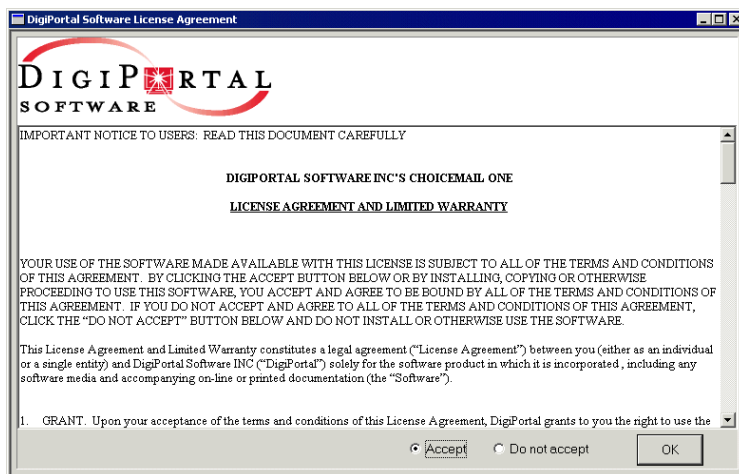 DigiPortal Software License Agreement
DIGIPORTAL
SOFTWARE
IMPORTANT NOTICE TO USERS: READ THIS DOCUMENT CAREFULLY
DIGIPORTAL SOFTWARE INC'S CHOICEMAIL ONE
LICENSE AGREEMENT AND LIMITED WARRANTY
YOUR USE OF THE SOFTWARE MADE AVAILABLE WITH THIS LICENSE IS SUBJECT TO ALL OF THE TERMS AND CONDITIONS
OF THIS AGREEMENT. BY CLICKING THE ACCEPT BUTTON BELOW OR BY INSTALLING, COPYING OR OTHERWISE
PROCEEDING TO USE THIS SOFTWARE, YOU ACCEPT AND AGREE TO BE BOUND BY ALL OF THE TERMS AND CONDITIONS OF
THIS AGREEMENT. IF YOU DO NOT ACCEPT AND AGREE TO ALL OF THE TERMS AND CONDITIONS OF THIS AGREEMENT,
CLICK THE “DO NOT ACCEPT” BUTTON BELOW AND DO NOT INSTALL OR OTHERWISE USE THE SOFTWARE.
This License Agreement and Limited Warranty constitutes a legal agreement (“License Agreement”) between you (either as an individual
or a single entity) and DigiPortal Software INC (“DigiPortal”) solely for the software product in which it is incorporated , including any
software media and accompanying on-line or printed documentation (the “Software”).
1. GRANT. Upon your acceptance of the terms and conditions of this License Agreement, DigiPortal grants to you the right to use the
Accept
Do not accept
OK